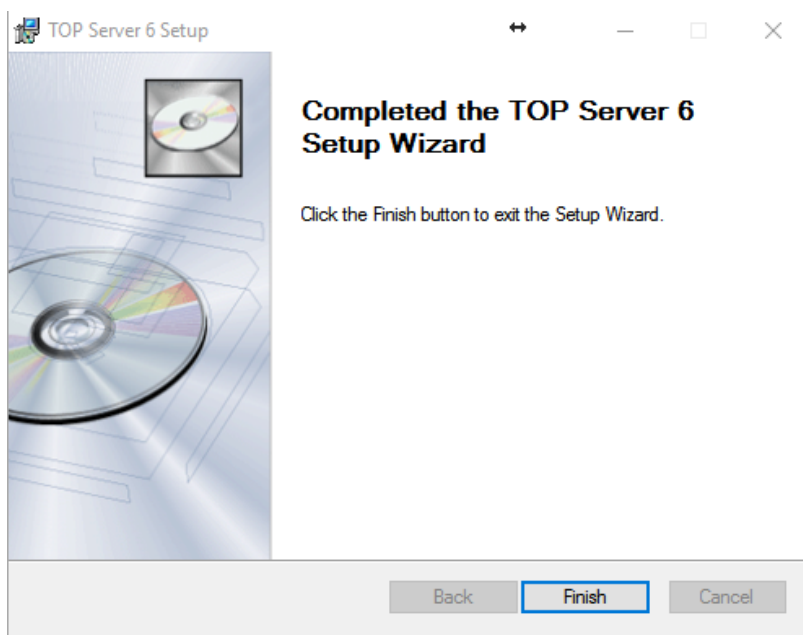 TOP Server 6 Setup
Completed the TOP Server 6
Setup Wizard
Click the Finish button to exit the Setup Wizard.
Back
Finish
Cancel